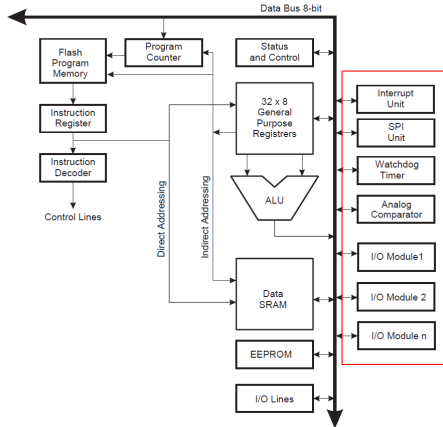 Data Bus 8-bit
Flash
Program
Memory
Program
Counter
Status
and Control
Instruction
Register
32 x 8
General
Purpose
Registrers
Instruction
Decoder
Control Lines
Direct Addressing
Indirect Addressing
ALU
Data
SRAM
EEPROM
I/O Lines
Interrupt
Unit
SPI
Unit
Watchdog
Timer
Analog
Comparator
I/O Module1
I/O Module 2
I/O Module n